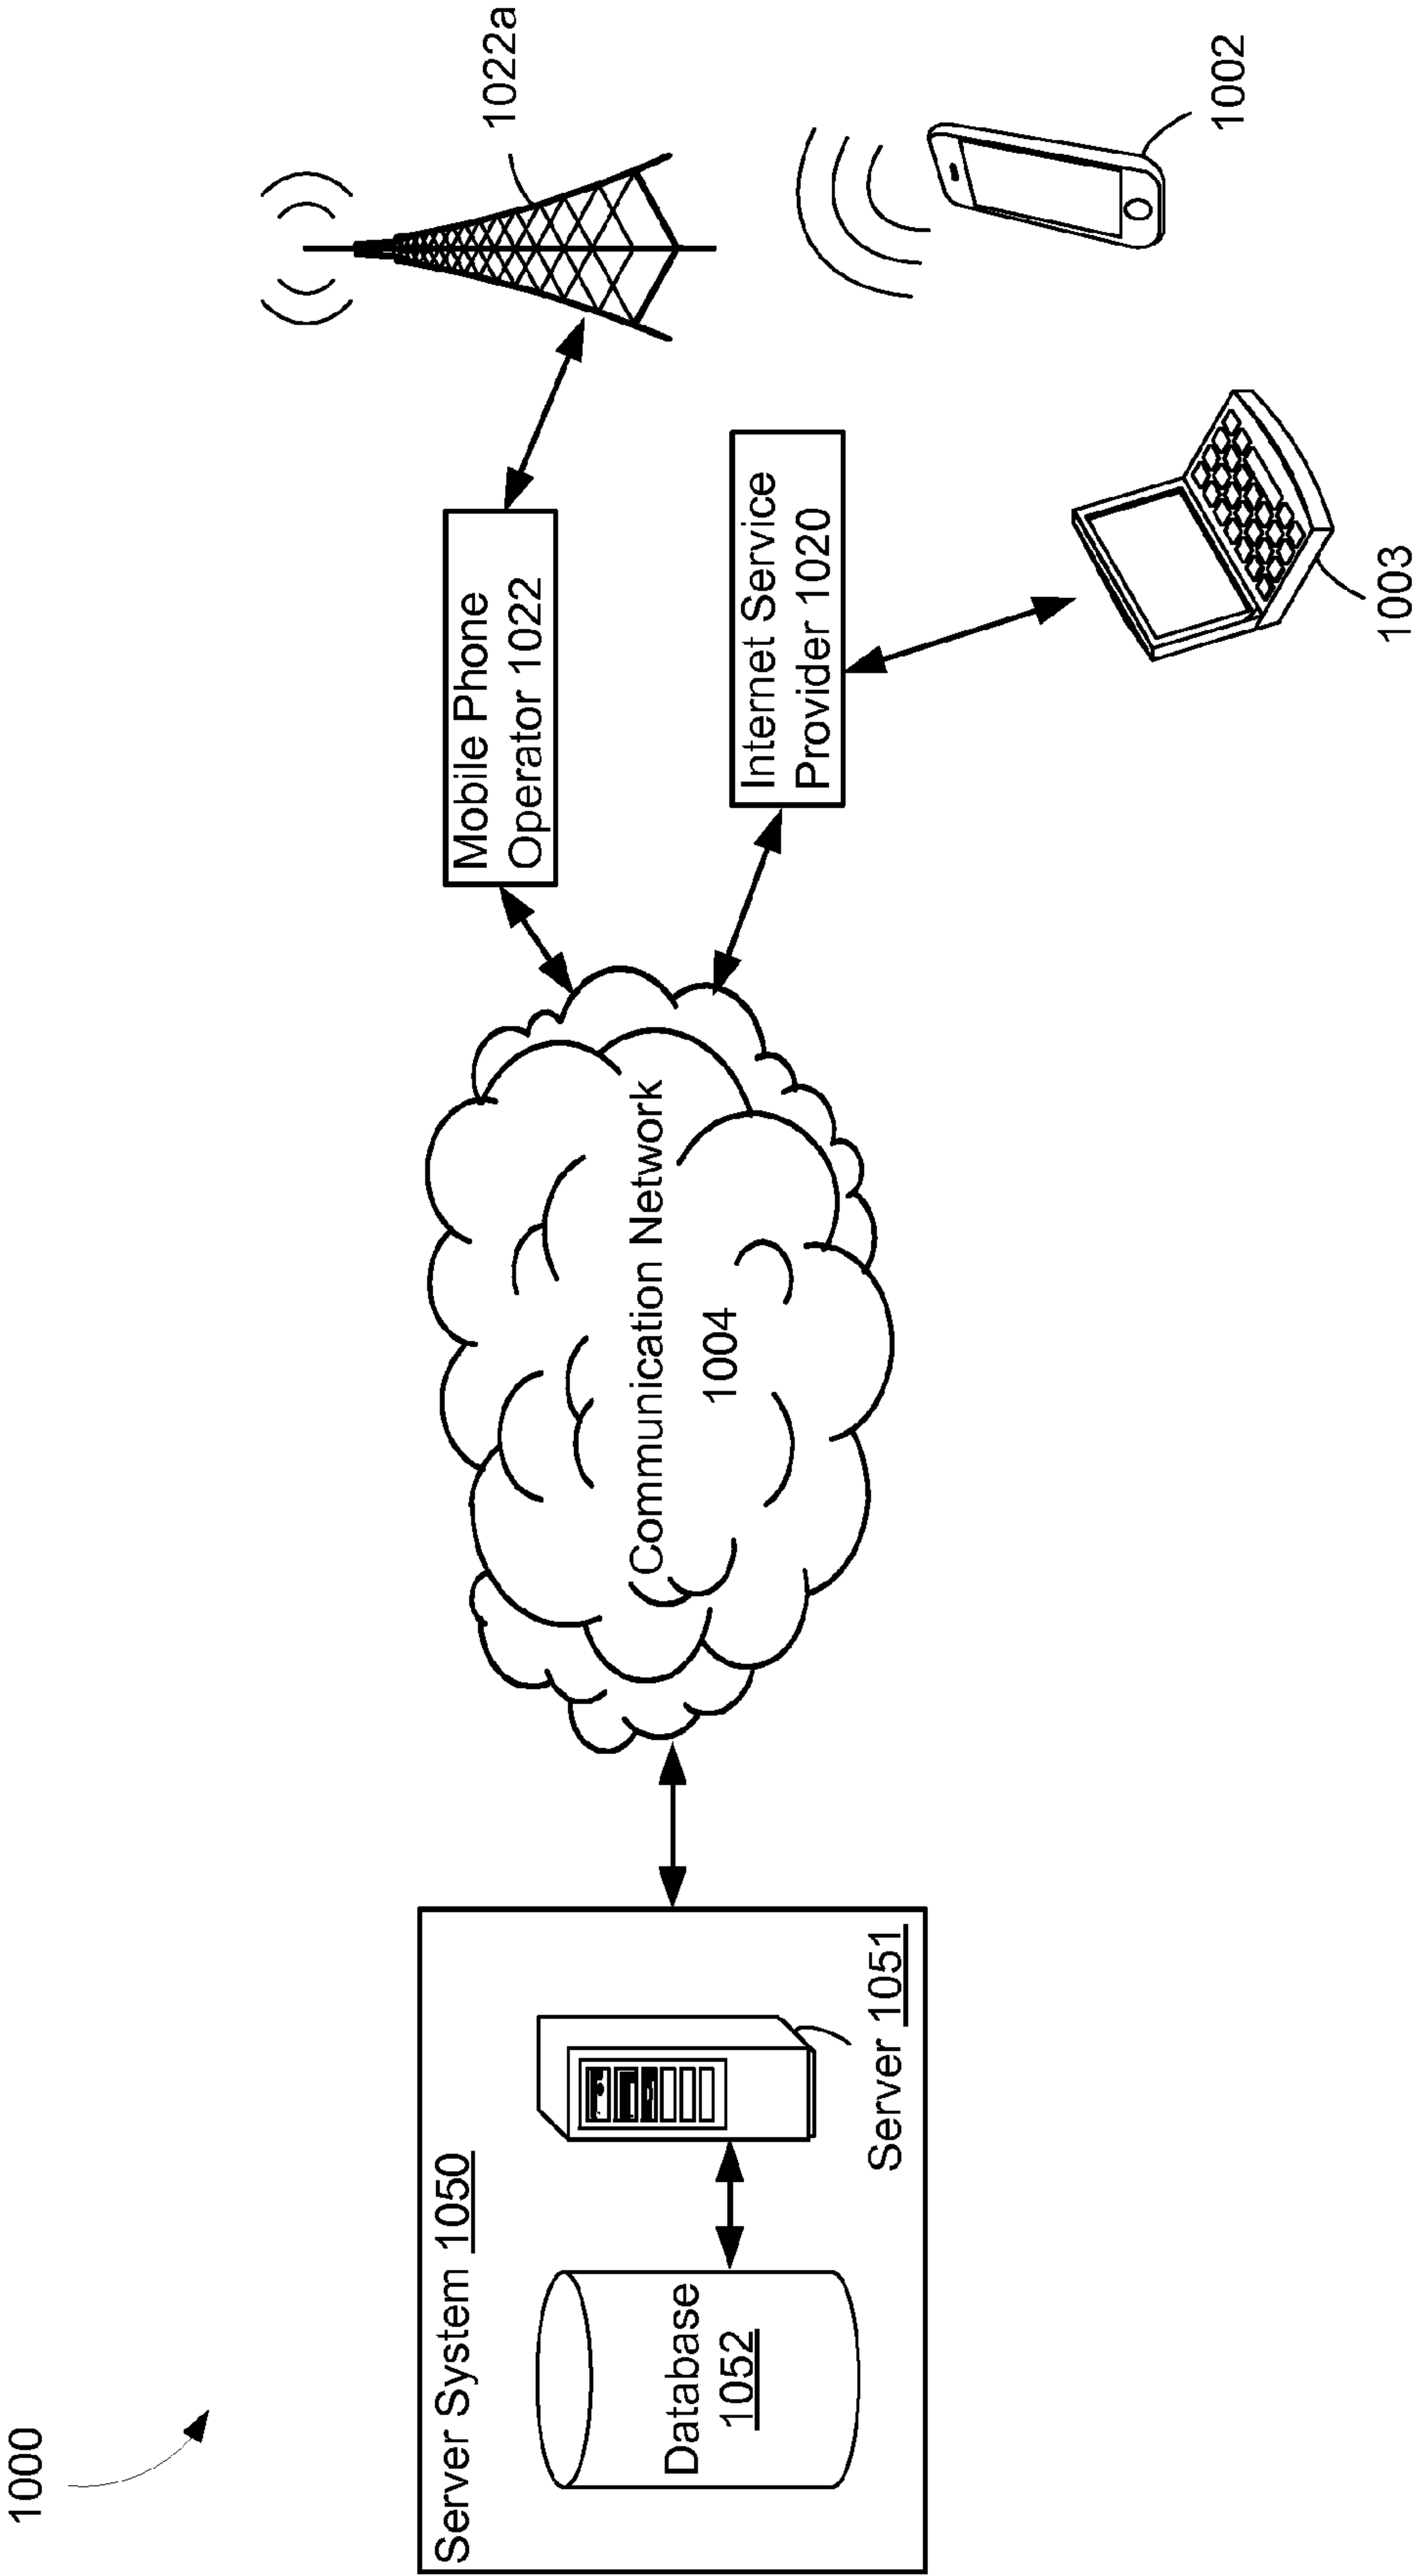 1000
Server System 1050
Database
1052
Server 1051
Communication Network
1004
Mobile Phone
Operator 1022
Internet Service
Provider 1020
1022a
1002
1003